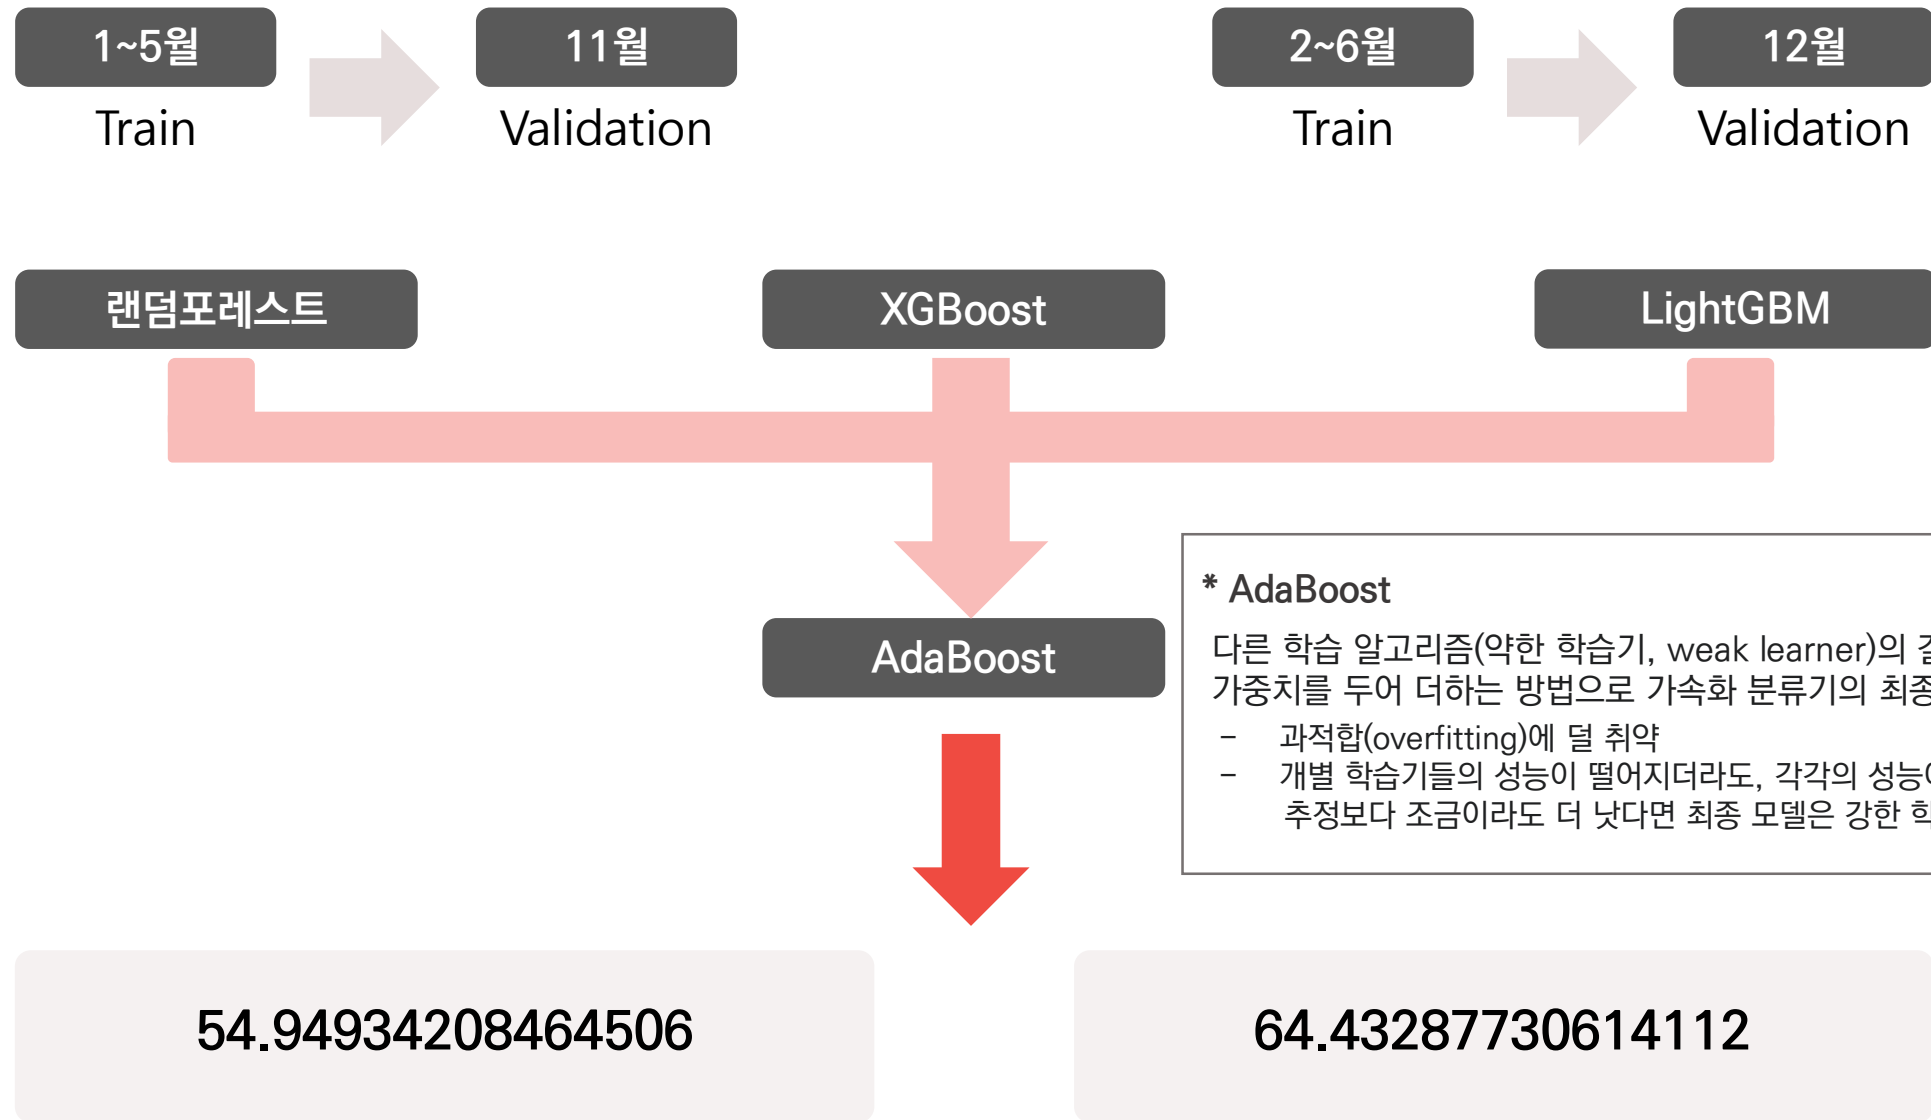 1~5월
11월
2~6월
12월
Train
Validation
Train
Validation
랜덤포레스트
XGBoost
LightGBM
AdaBoost
* AdaBoost
다른 학습 알고리즘(약한 학습기, weak learner)의
가중치를 두어 더하는 방법으로 가속화 분류기의
- 과적합(overfitting)에 덜 취약
- 개별 학습기들의 성능이 떨어지더라도, 각각의
추정보다 조금이라도 더 낫다면 최종 모델은 강한
54.94934208464506
64.43287730614112